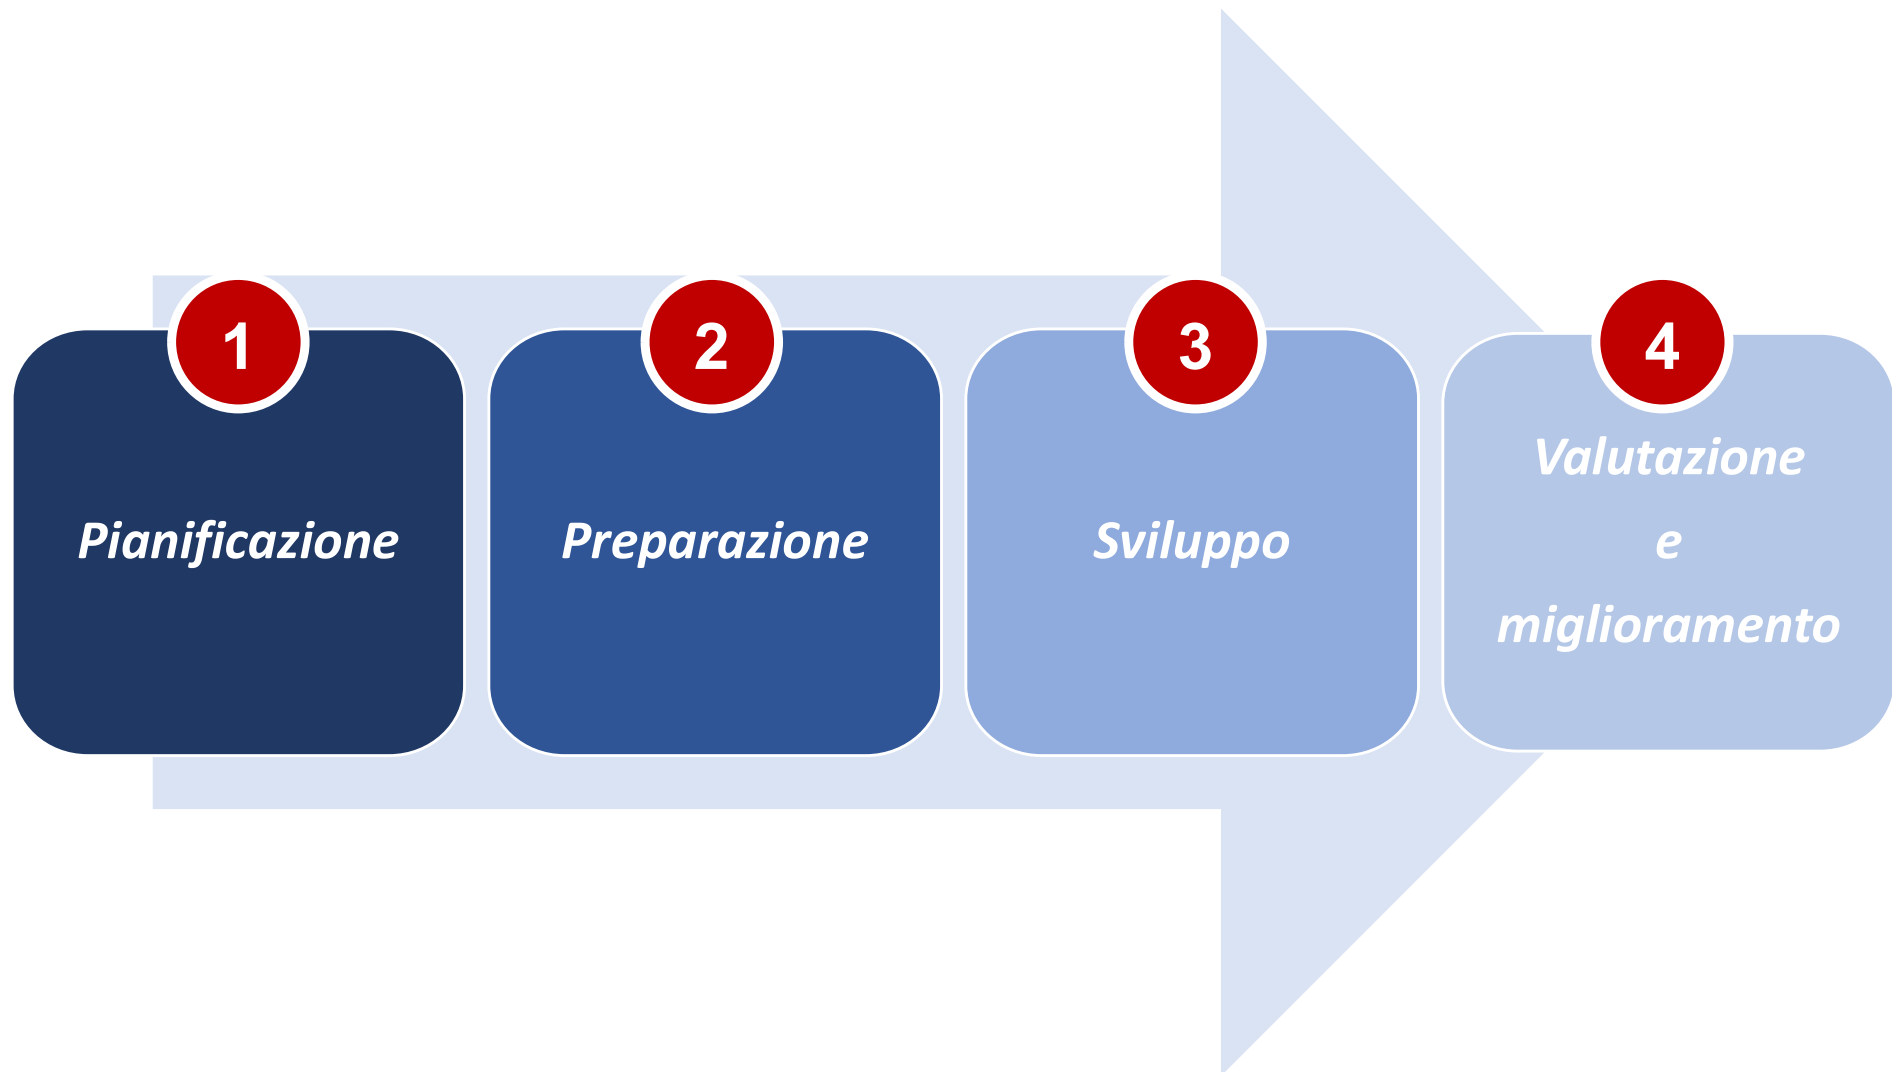 1
Pianificazione
2
Preparazione
3
Sviluppo
4
Valutazione
e
miglioramento